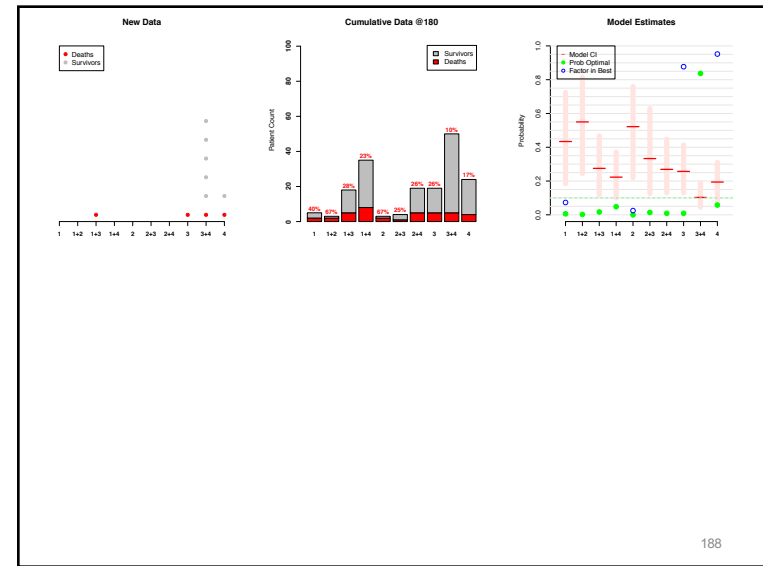 New Data
Deaths
Survivors
1 1+2 1+3 1+4 2 2+3 2+4 3 3+4 4
Cumulative Data @180
Survivors
Deaths
Patient Count
0 20 40 60 80 100
40% 67% 28% 23% 67% 25% 26% 26% 10% 17%
1 1+2 1+3 1+4 2 2+3 2+4 3 3+4 4
Model Estimates
Model CI
Prob Optimal
Factor in Best
Probability
0.0 0.2 0.4 0.6 0.8 1.0
1 1+2 1+3 1+4 2 2+3 2+4 3 3+4 4
188